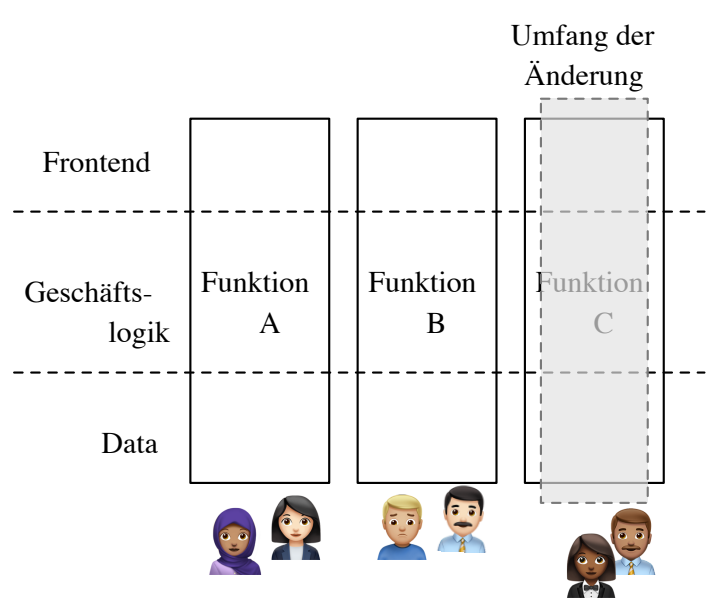 Umfang der
Änderung
Frontend
Geschäfts-
logik
Funktion
A
Funktion
B
Funktion
C
Data